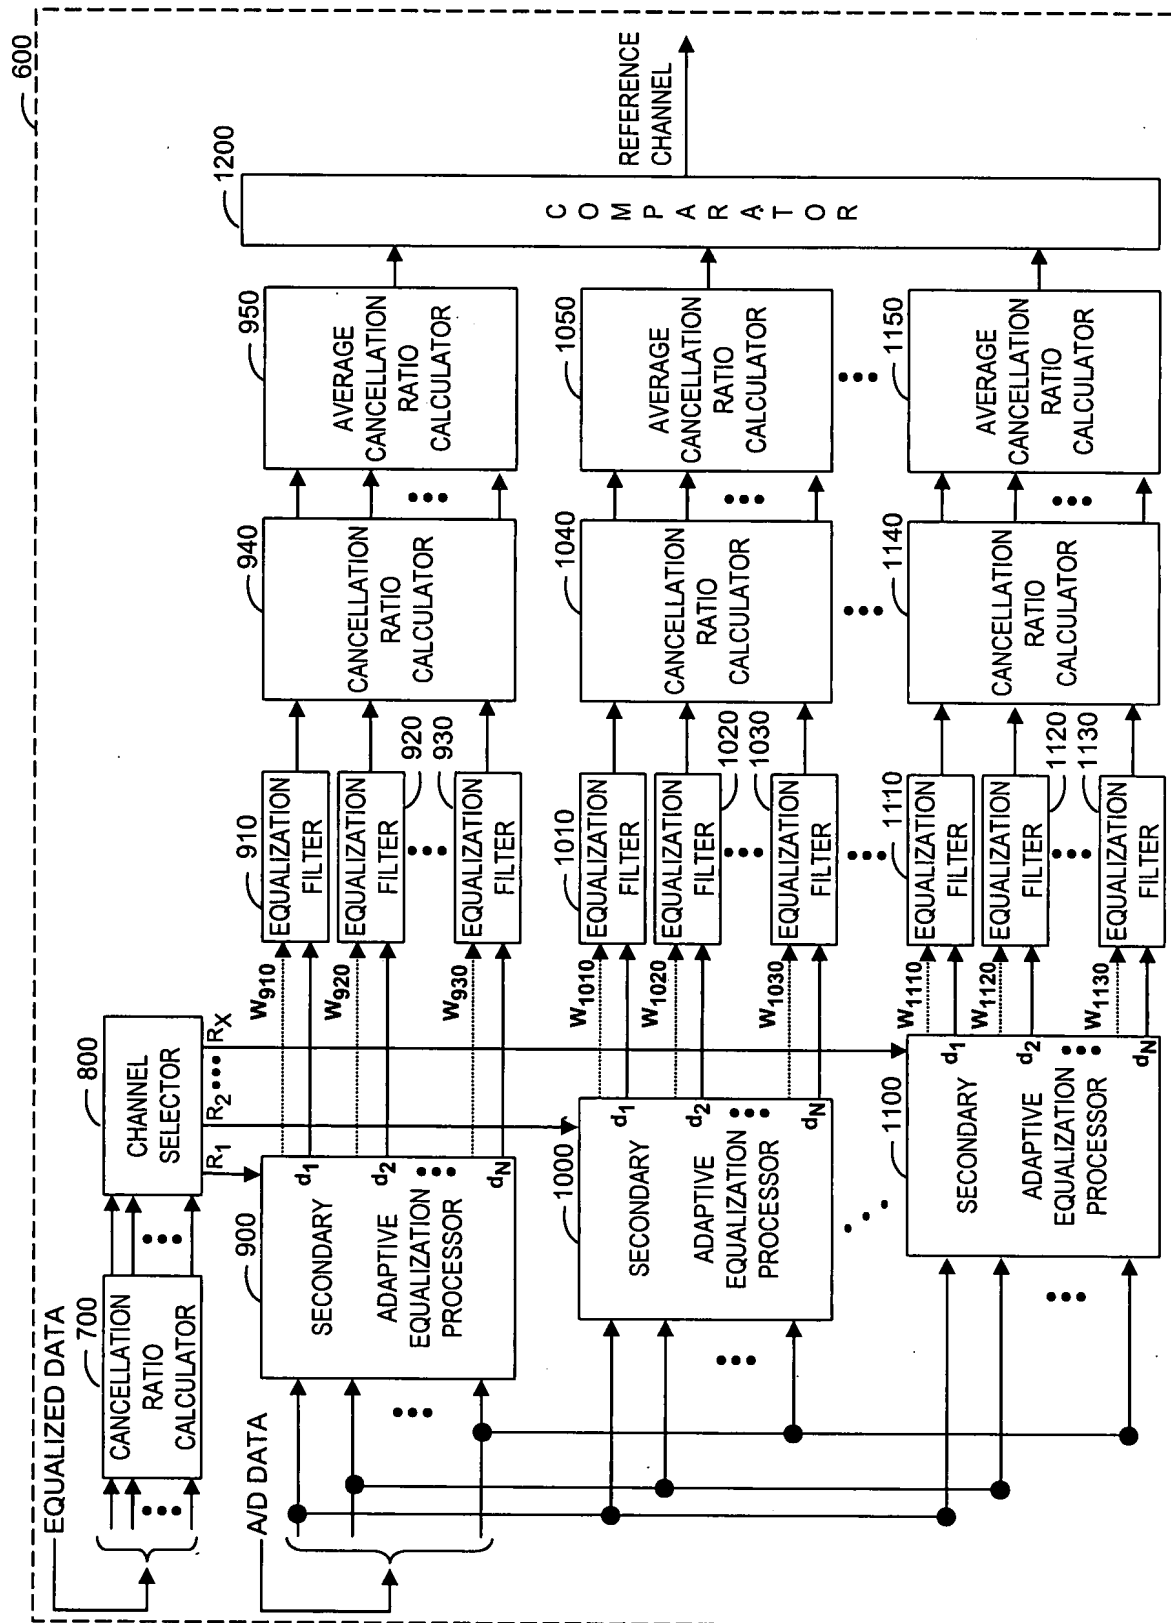 600
EQUALIZED DATA
700
CANCELLATION
RATIO
CALCULATOR
800
CHANNEL
SELECTOR
R1
R2
RX
A/D DATA
900
SECONDARY
ADAPTIVE
EQUALIZATION
PROCESSOR
d1
d2
dN
W910
W920
W930
910
EQUALIZATION
FILTER
EQUALIZATION
FILTER
920
930
EQUALIZATION
FILTER
940
CANCELLATION
RATIO
CALCULATOR
950
AVERAGE
CANCELLATION
RATIO
CALCULATOR
1000
SECONDARY
ADAPTIVE
EQUALIZATION
PROCESSOR
d1
d2
dN
W1010
W1020
W1030
1010
EQUALIZATION
FILTER
EQUALIZATION
FILTER
1020
1030
EQUALIZATION
FILTER
1040
CANCELLATION
RATIO
CALCULATOR
1050
AVERAGE
CANCELLATION
RATIO
CALCULATOR
1100
SECONDARY
ADAPTIVE
EQUALIZATION
PROCESSOR
d1
d2
dN
W1110
W1120
W1130
1110
EQUALIZATION
FILTER
EQUALIZATION
FILTER
1120
1130
EQUALIZATION
FILTER
1140
CANCELLATION
RATIO
CALCULATOR
1150
AVERAGE
CANCELLATION
RATIO
CALCULATOR
1200
COMPARATOR
REFERENCE
CHANNEL